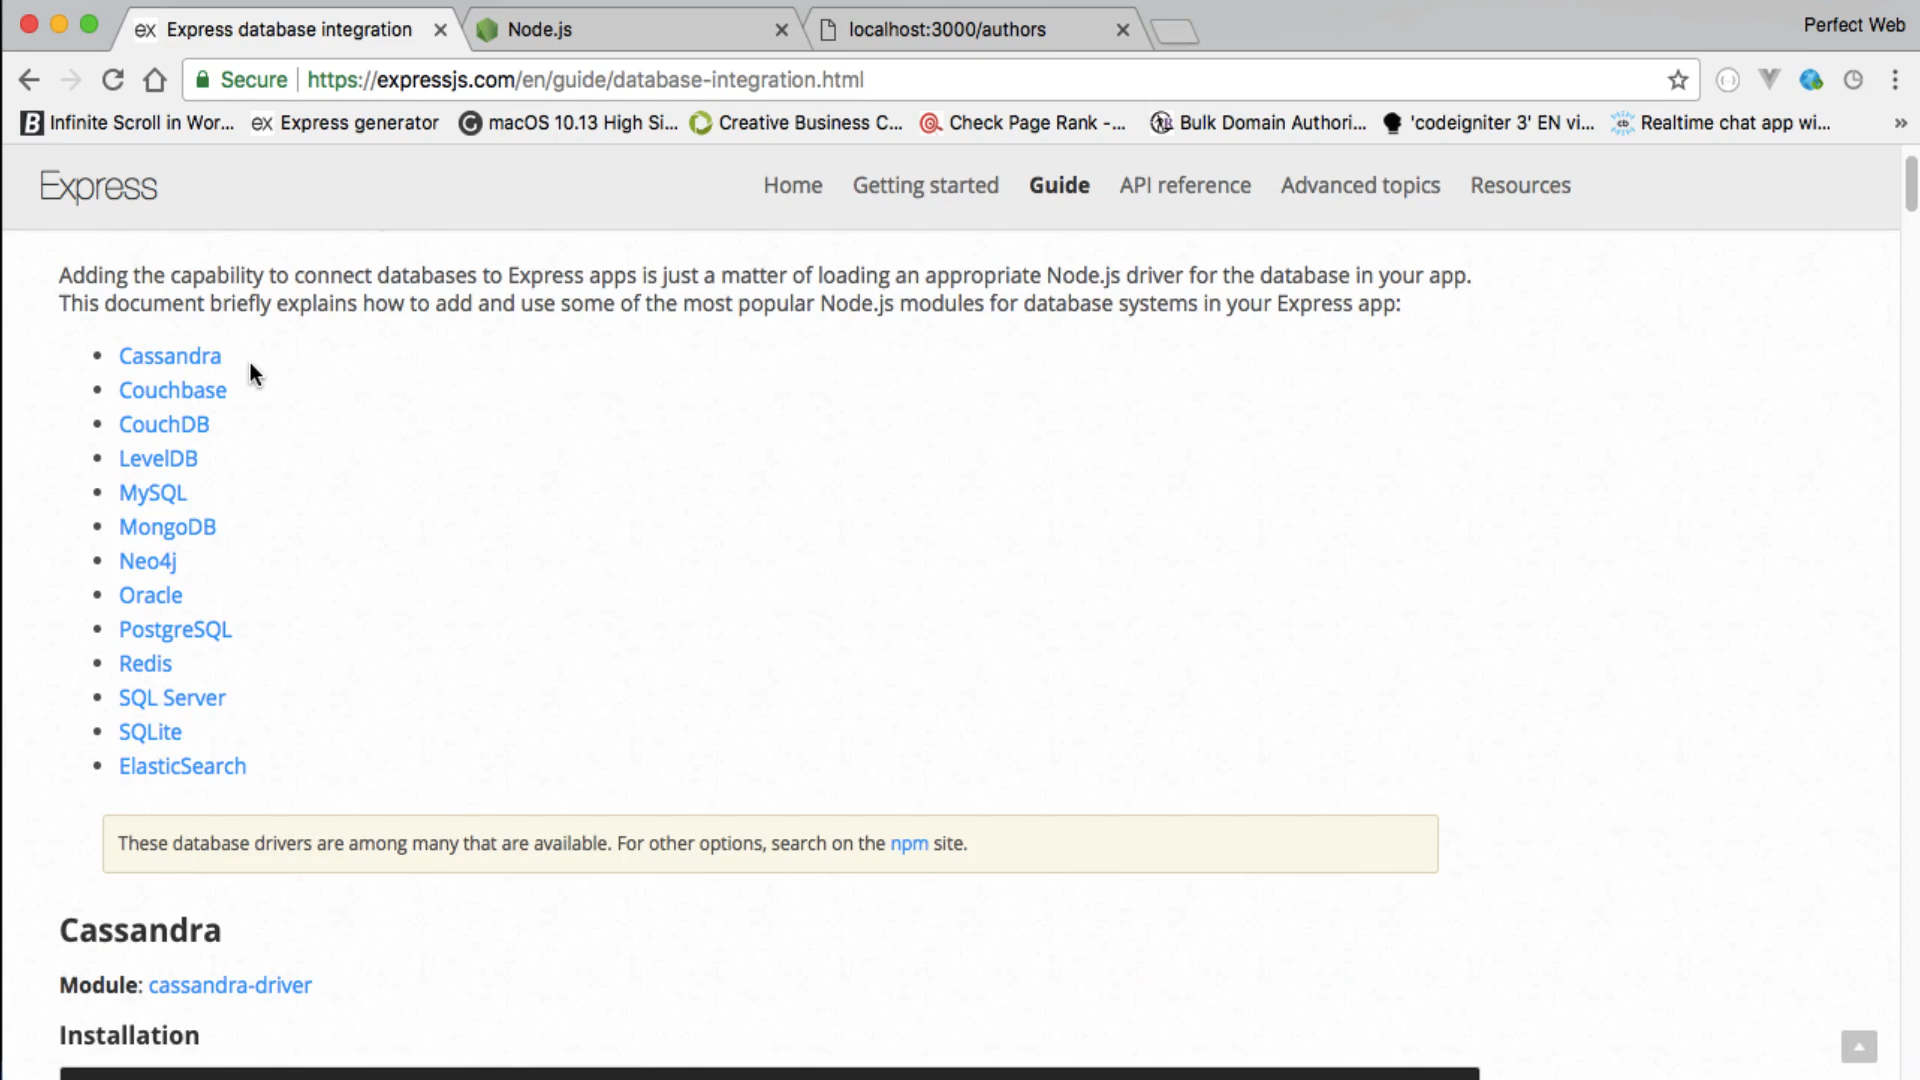 Express database integration
Node.js
localhost:3000/authors
Perfect Web
Secure
https://expressjs.com/en/guide/database-integration.html
Infinite Scroll in Wor...
ex Express generator
macOS 10.13 High Si...
Creative Business C...
Check Page Rank -...
Bulk Domain Authori...
'codeigniter 3' EN vi...
Realtime chat app wi...
Express
Home Getting started Guide API reference Advanced topics Resources
Adding the capability to connect databases to Express apps is just a matter of loading an appropriate Node.js driver for the database in your app.
This document briefly explains how to add and use some of the most popular Node.js modules for database systems in your Express app:
Cassandra
Couchbase
CouchDB
LevelDB
MySQL
MongoDB
Neo4j
Oracle
PostgreSQL
Redis
SQL Server
SQLite
ElasticSearch
These database drivers are among many that are available. For other options, search on the npm site.
Cassandra
Module: cassandra-driver
Installation